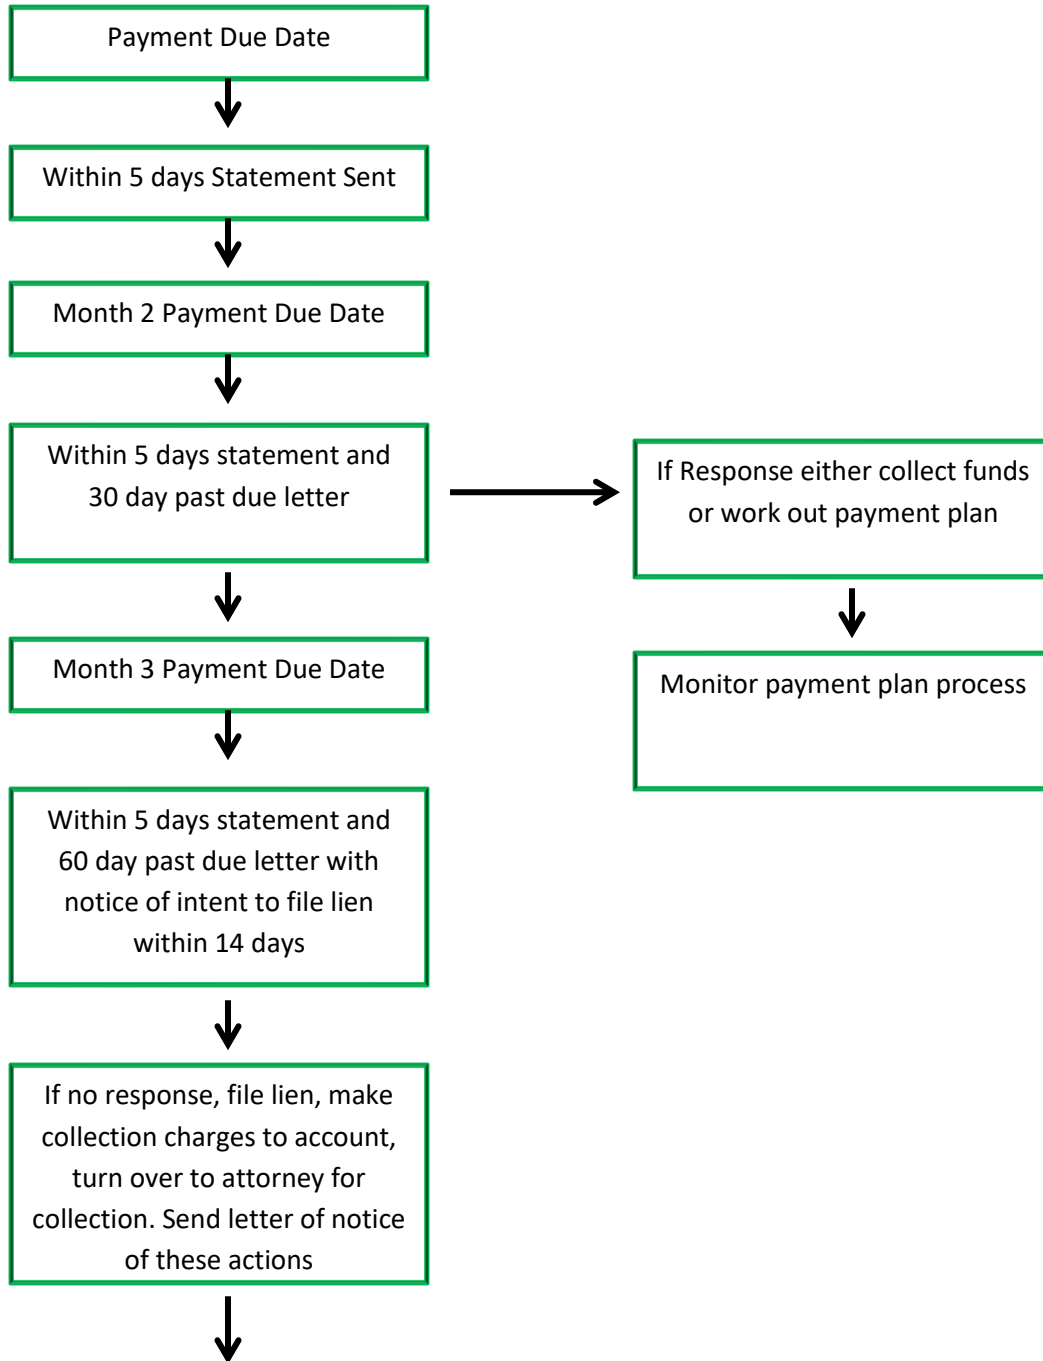 Payment Due Date
Within 5 days Statement Sent
Month 2 Payment Due Date
Within 5 days statement and
30 day past due letter
If Response either collect funds
or work out payment plan
Month 3 Payment Due Date
Monitor payment plan process
Within 5 days statement and
60 day past due letter with
notice of intent to file lien
within 14 days
If no response, file lien, make
collection charges to account,
turn over to attorney for
collection. Send letter of notice
of these actions